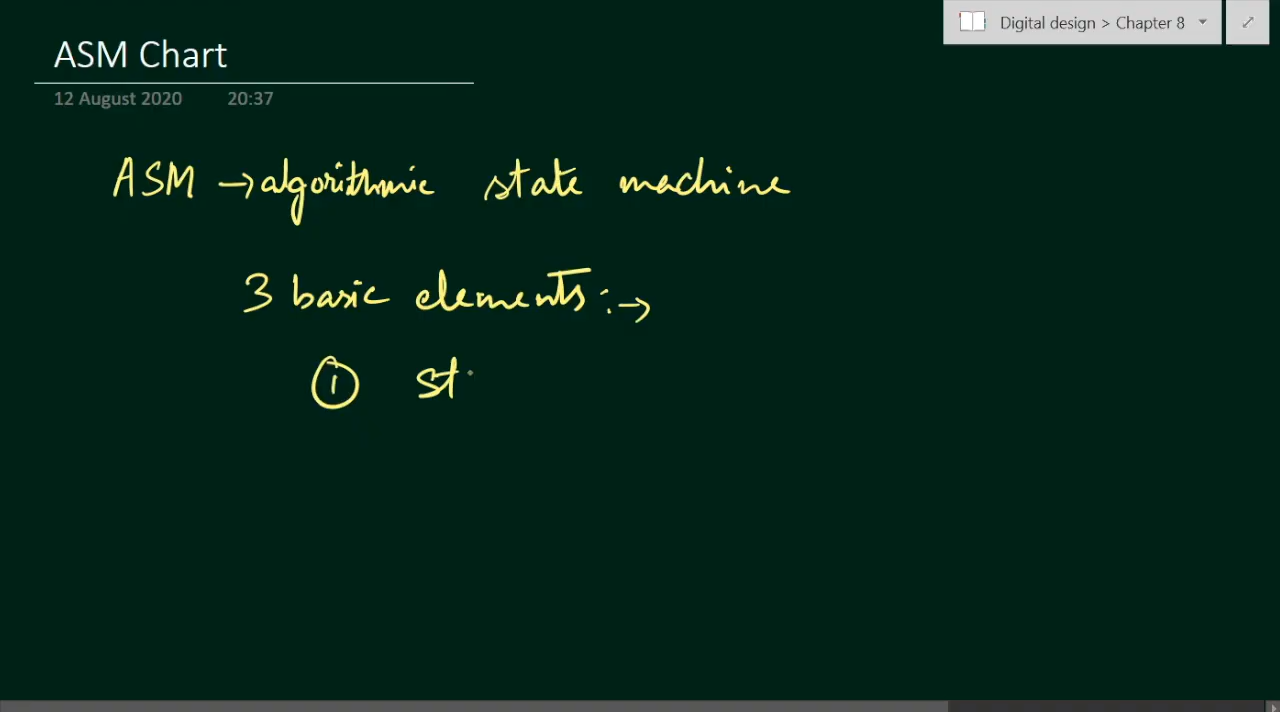 Digital design > Chapter 8
ASM Chart
12 August 2020 20:37
ASM → algorithmic state machine
3 basic elements :→
① st